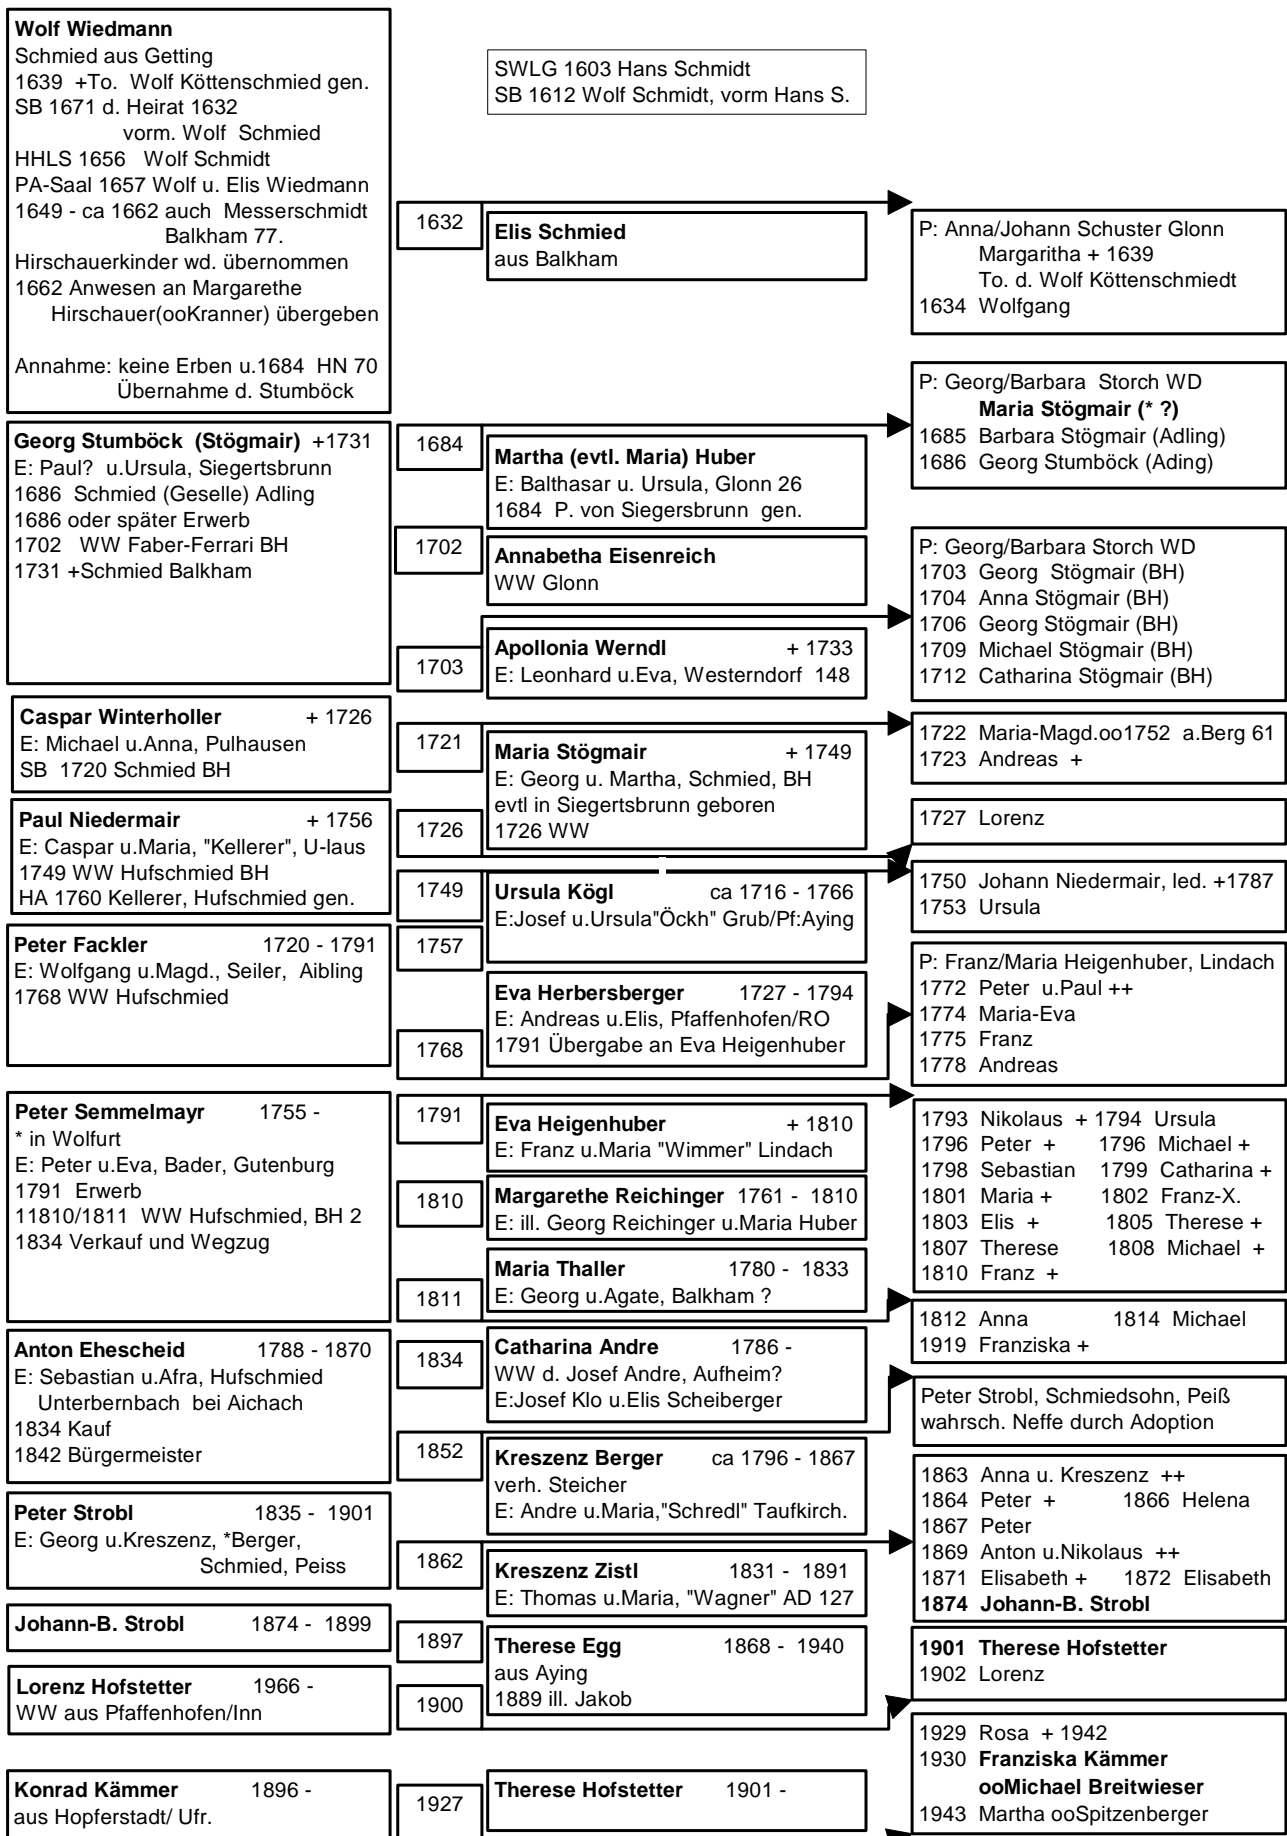 Wolf Wiedmann
Schmied aus Getting
1639 +To. Wolf Köttenschmied gen.
SB 1671 d. Heirat 1632
vorm. Wolf Schmied
HHLS 1656 Wolf Schmidt
PA-Saal 1657 Wolf u. Elis Wiedmann
1649 - ca 1662 auch Messerschmidt
Balkham 77.
Hirschauerkinder wd. übernommen
1662 Anwesen an Margarethe
Hirschauer(ooKranner) übergeben
Annahme: keine Erben u.1684 HN 70
Übernahme d. Stumböck
SWLG 1603 Hans Schmidt
SB 1612 Wolf Schmidt, vorm Hans S.
1632
Elis Schmied
aus Balkham
P: Anna/Johann Schuster Glonn
Margaritha + 1639
To. d. Wolf Köttenschmiedt
1634 Wolfgang
Georg Stumböck (Stögmair) +1731
E: Paul? u.Ursula, Siegertsbrunn
1686 Schmied (Geselle) Adling
1686 oder später Erwerb
1702 WW Faber-Ferrari BH
1731 +Schmied Balkham
1684
Martha (evtl. Maria) Huber
E: Balthasar u. Ursula, Glonn 26
1684 P. von Siegersbrunn gen.
P: Georg/Barbara Storch WD
Maria Stögmair (* ?)
1685 Barbara Stögmair (Adling)
1686 Georg Stumböck (Ading)
1702
Annabetha Eisenreich
WW Glonn
1703
Apollonia Werndl + 1733
E: Leonhard u.Eva, Westerndorf 148
P: Georg/Barbara Storch WD
1703 Georg Stögmair (BH)
1704 Anna Stögmair (BH)
1706 Georg Stögmair (BH)
1709 Michael Stögmair (BH)
1712 Catharina Stögmair (BH)
Caspar Winterholler + 1726
E: Michael u.Anna, Pulhausen
SB 1720 Schmied BH
1721
Maria Stögmair + 1749
E: Georg u. Martha, Schmied, BH
evtl in Siegertsbrunn geboren
1726 WW
1722 Maria-Magd.oo1752 a.Berg 61
1723 Andreas +
Paul Niedermair + 1756
E: Caspar u.Maria, "Kellerer", U-laus
1749 WW Hufschmied BH
HA 1760 Kellerer, Hufschmied gen.
1726
1727 Lorenz
1749
Ursula Kögl ca 1716 - 1766
E:Josef u.Ursula"Öckh" Grub/Pf:Aying
1750 Johann Niedermair, led. +1787
1753 Ursula
Peter Fackler 1720 - 1791
E: Wolfgang u.Magd., Seiler, Aibling
1768 WW Hufschmied
1757
1768
Eva Herbersberger 1727 - 1794
E: Andreas u.Elis, Pfaffenhofen/RO
1791 Übergabe an Eva Heigenhuber
P: Franz/Maria Heigenhuber, Lindach
1772 Peter u.Paul ++
1774 Maria-Eva
1775 Franz
1778 Andreas
Peter Semmelmayr 1755 -
* in Wolfurt
E: Peter u.Eva, Bader, Gutenburg
1791 Erwerb
11810/1811 WW Hufschmied, BH 2
1834 Verkauf und Wegzug
1791
Eva Heigenhuber + 1810
E: Franz u.Maria "Wimmer" Lindach
1810
Margarethe Reichinger 1761 - 1810
E: ill. Georg Reichinger u.Maria Huber
1811
Maria Thaller 1780 - 1833
E: Georg u.Agate, Balkham ?
1793 Nikolaus + 1794 Ursula
1796 Peter + 1796 Michael +
1798 Sebastian 1799 Catharina +
1801 Maria + 1802 Franz-X.
1803 Elis + 1805 Therese +
1807 Therese 1808 Michael +
1810 Franz +
1812 Anna 1814 Michael
1919 Franziska +
Anton Ehescheid 1788 - 1870
E: Sebastian u.Afra, Hufschmied
Unterbernbach bei Aichach
1834 Kauf
1842 Bürgermeister
1834
Catharina Andre 1786 -
WW d. Josef Andre, Aufheim?
E:Josef Klo u.Elis Scheiberger
1852
Kreszenz Berger ca 1796 - 1867
verh. Steicher
E: Andre u.Maria,"Schredl" Taufkirch.
Peter Strobl, Schmiedsohn, Peiß
wahrsch. Neffe durch Adoption
Peter Strobl 1835 - 1901
E: Georg u.Kreszenz, *Berger,
Schmied, Peiss
1862
Kreszenz Zistl 1831 - 1891
E: Thomas u.Maria, "Wagner" AD 127
1863 Anna u. Kreszenz ++
1864 Peter + 1866 Helena
1867 Peter
1869 Anton u.Nikolaus ++
1871 Elisabeth + 1872 Elisabeth
1874 Johann-B. Strobl
Johann-B. Strobl 1874 - 1899
1897
Therese Egg 1868 - 1940
aus Aying
1889 ill. Jakob
Lorenz Hofstetter 1966 -
WW aus Pfaffenhofen/Inn
1900
1901 Therese Hofstetter
1902 Lorenz
Konrad Kämmer 1896 -
aus Hopferstadt/ Ufr.
1927
Therese Hofstetter 1901 -
1929 Rosa + 1942
1930 Franziska Kämmer
ooMichael Breitwieser
1943 Martha ooSpitzenberger